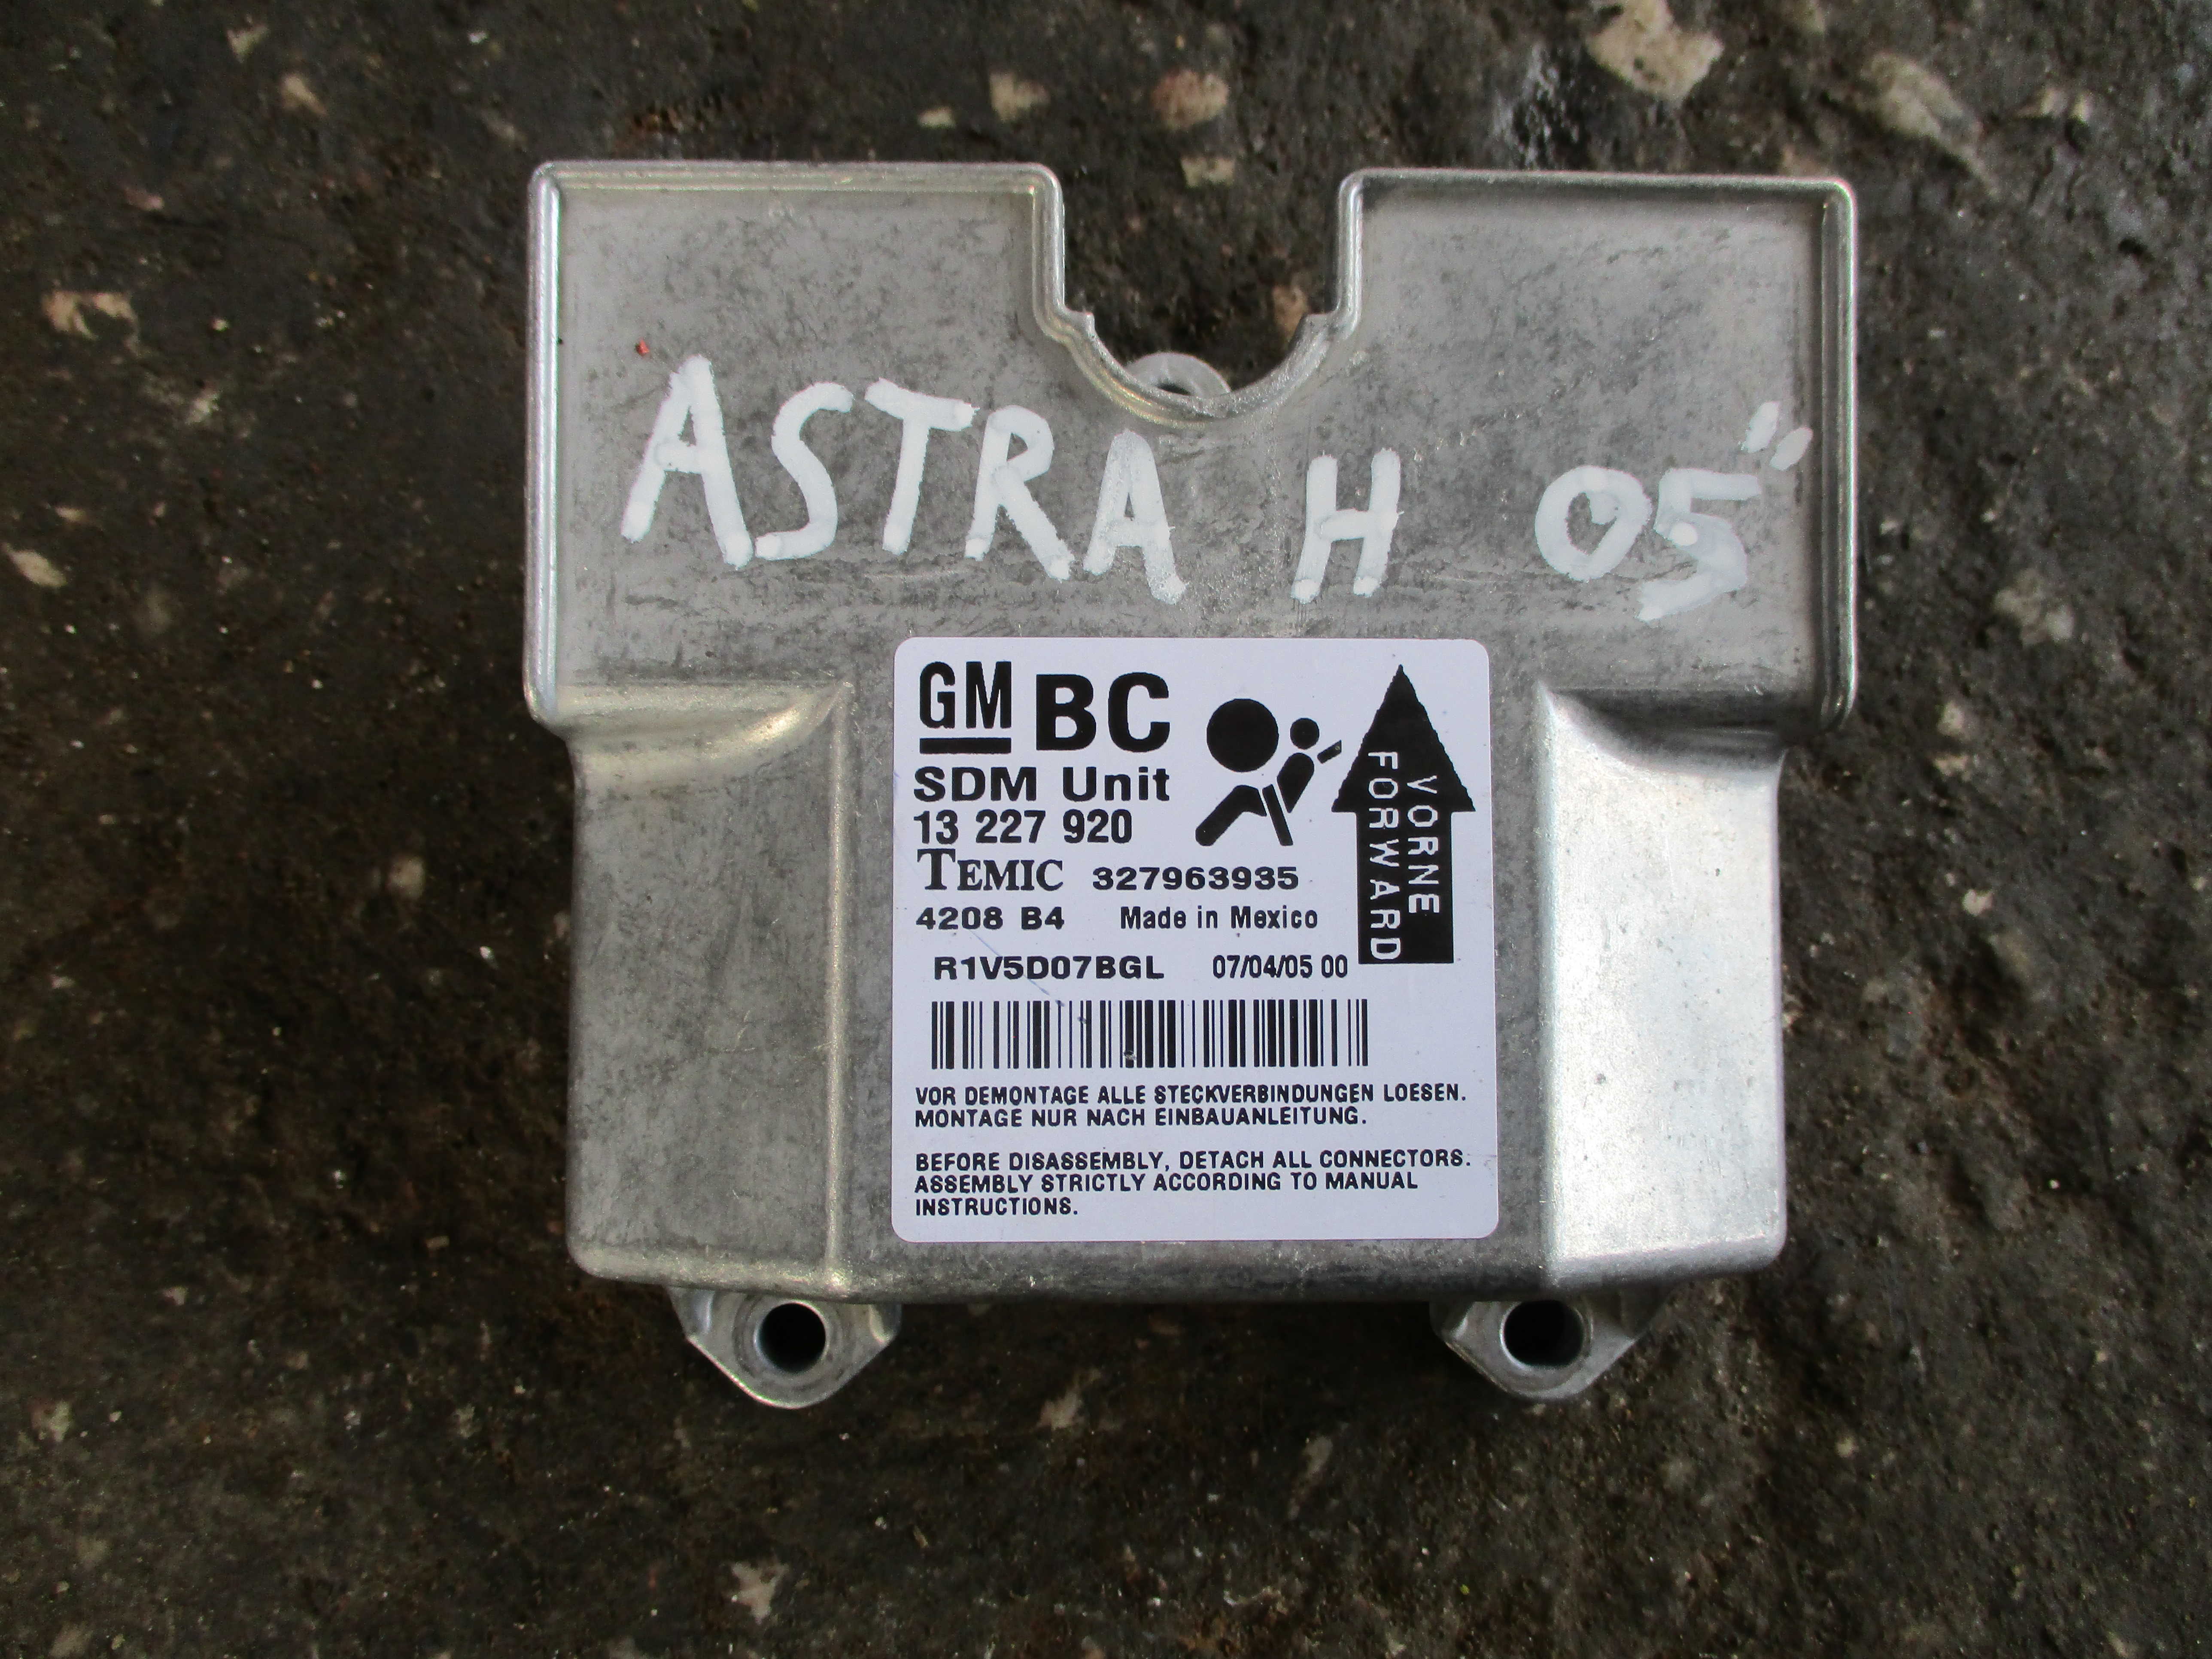 ASTRA H 05"
GM BC
SDM Unit
13 227 920
TEMIC 327963935
4208 B4 Made in Mexico
R1V5D07BGL 07/04/05 00
VORNE
FORWARD
VOR DEMONTAGE ALLE STECKVERBINDUNGEN LOESEN.
MONTAGE NUR NACH EINBAUANLEITUNG.
BEFORE DISASSEMBLY, DETACH ALL CONNECTORS.
ASSEMBLY STRICTLY ACCORDING TO MANUAL
INSTRUCTIONS.